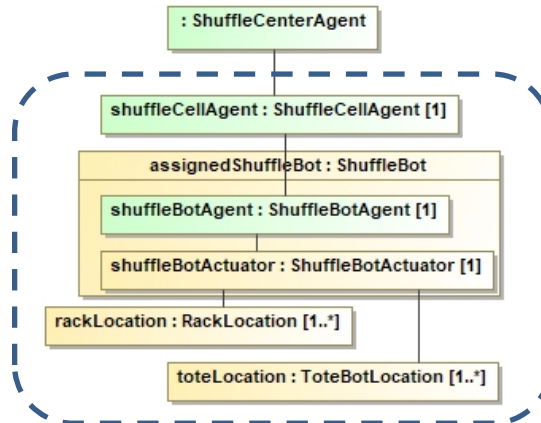 : ShuffleCenterAgent
shuffleCellAgent : ShuffleCellAgent [1]
assignedShuffleBot : ShuffleBot
shuffleBotAgent : ShuffleBotAgent [1]
shuffleBotActuator : ShuffleBotActuator [1]
rackLocation : RackLocation [1..*]
toteLocation : ToteBotLocation [1..*]